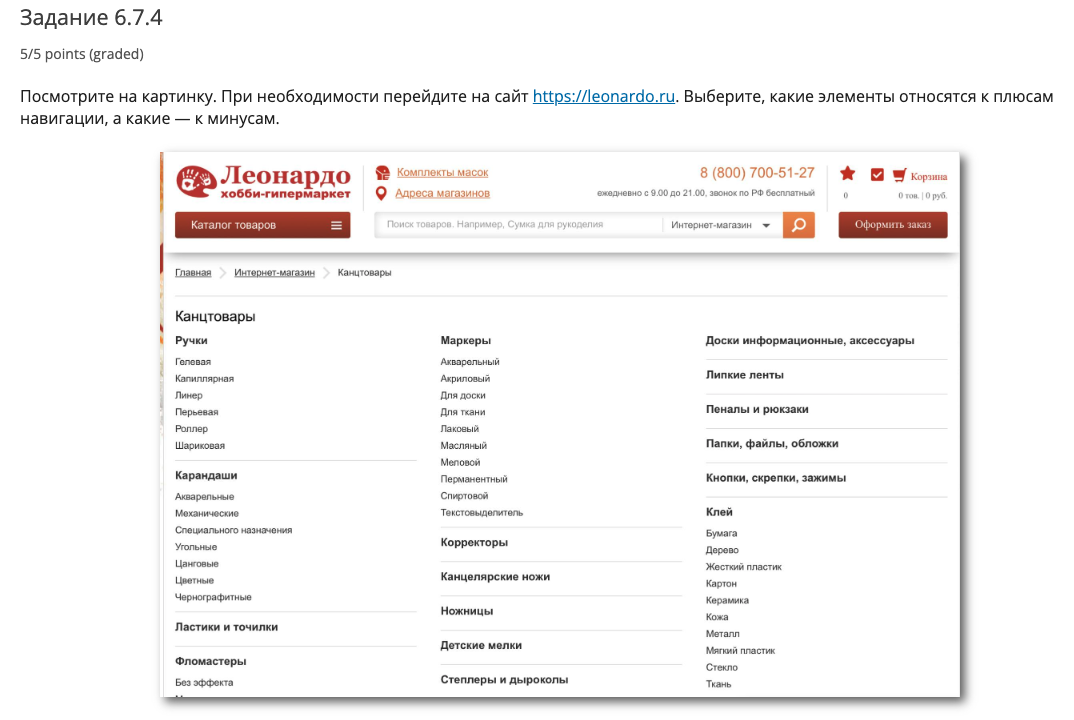 Задание 6.7.4
5/5 points (graded)
Посмотрите на картинку. При необходимости перейдите на сайт https://leonardo.ru. Выберите, какие элементы относятся к плюсам
навигации, а какие — к минусам.
Леонардо
хобби-гипермаркет
Комплекты масок
Адреса магазинов
8 (800) 700-51-27
ежедневно с 9.00 до 21.00, звонок по РФ бесплатный
Корзина
0
0 тов. | 0 руб.
Каталог товаров
Поиск товаров. Например, Сумка для рукоделия
Интернет-магазин
Оформить заказ
Главная
Интернет-магазин
Канцтовары
Канцтовары
Ручки
Гелевая
Капиллярная
Линер
Перьевая
Роллер
Шариковая
Карандаши
Акварельные
Механические
Специального назначения
Угольные
Цанговые
Цветные
Чернографитные
Ластики и точилки
Фломастеры
Без эффекта
Маркеры
Акварельный
Акриловый
Для доски
Для ткани
Лаковый
Масляный
Меловой
Перманентный
Спиртовой
Текстовыделитель
Корректоры
Канцелярские ножи
Ножницы
Детские мелки
Степлеры и дыроколы
Доски информационные, аксессуары
Липкие ленты
Пеналы и рюкзаки
Папки, файлы, обложки
Кнопки, скрепки, зажимы
Клей
Бумага
Дерево
Жесткий пластик
Картон
Керамика
Кожа
Металл
Мягкий пластик
Стекло
Ткань